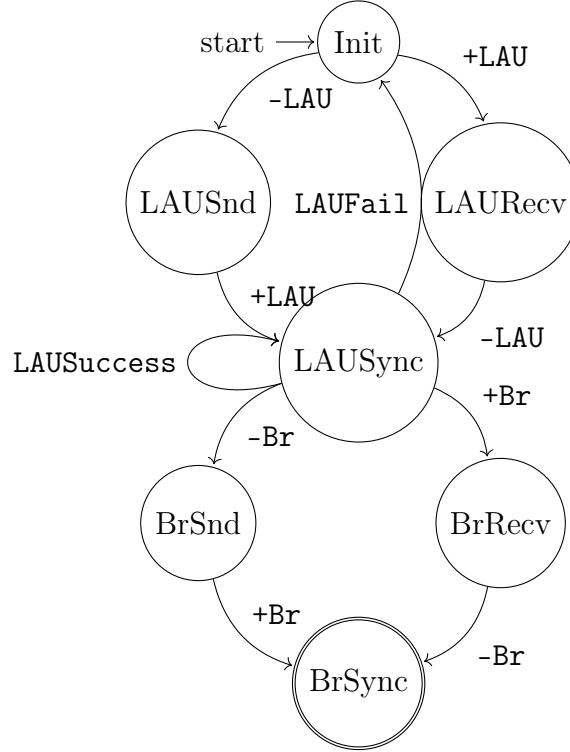 start
Init
+LAU
-LAU
LAUSnd
LAUFail
LAURecv
+LAU
-LAU
LAUSuccess
LAUSync
+Br
-Br
BrSnd
BrRecv
+Br
-Br
BrSync